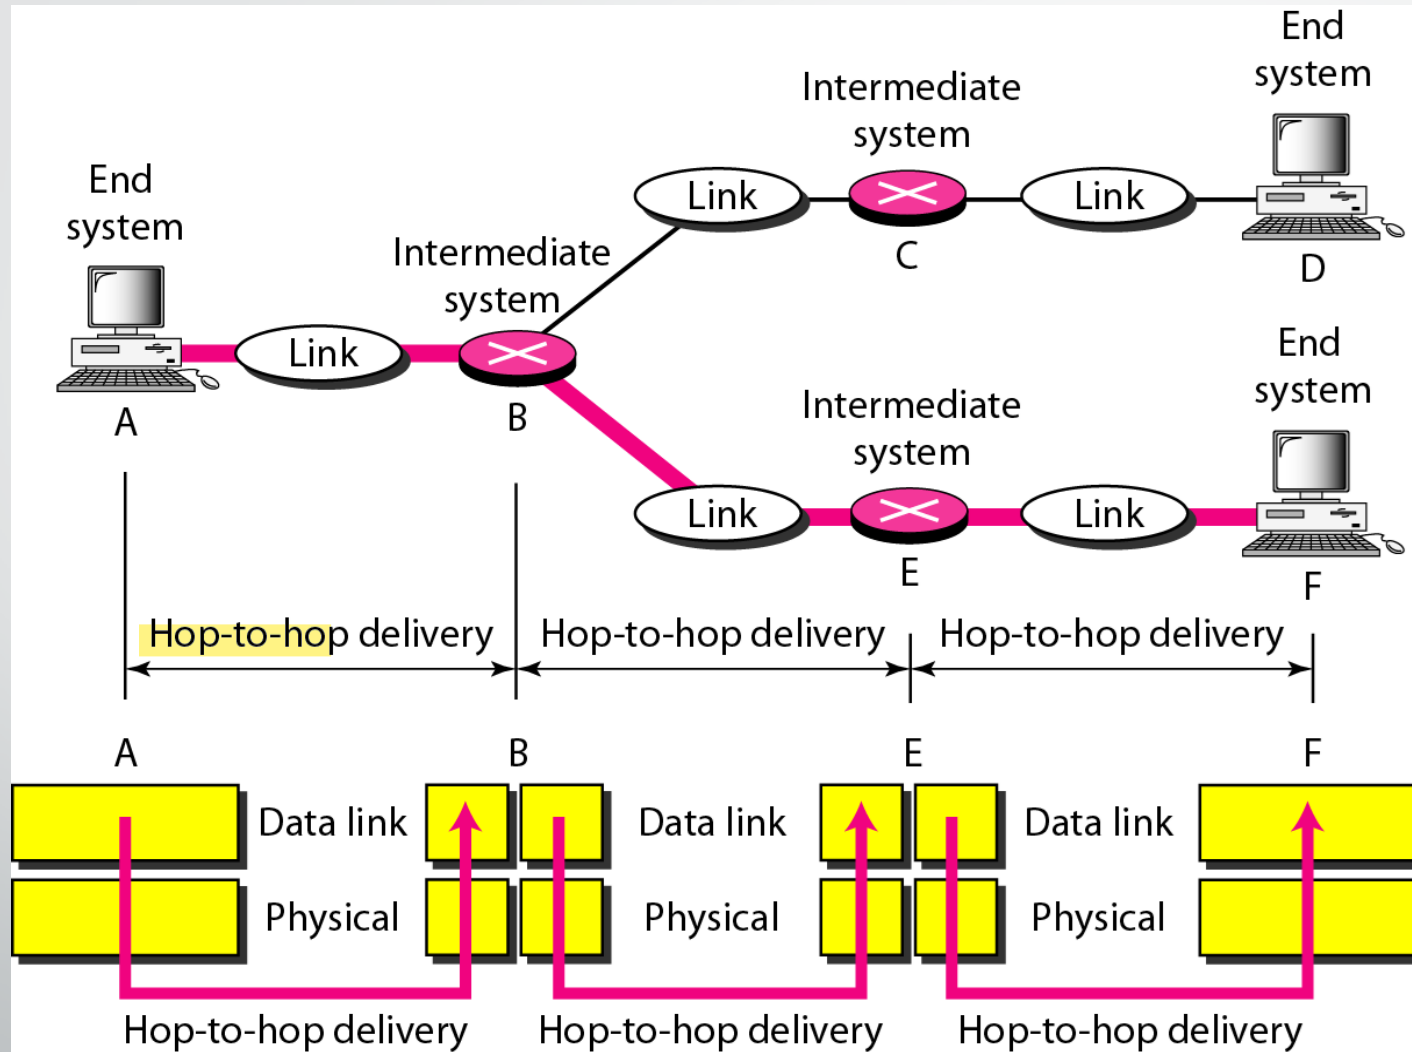 End
system
Intermediate
system
Link
Link
C
D
End
system
Intermediate
system
Link
A
B
End
system
Intermediate
system
Link
Link
E
F
Hop-to-hop delivery
Hop-to-hop delivery
Hop-to-hop delivery
A
B
E
F
Data link
Data link
Data link
Physical
Physical
Physical
Hop-to-hop delivery
Hop-to-hop delivery
Hop-to-hop delivery